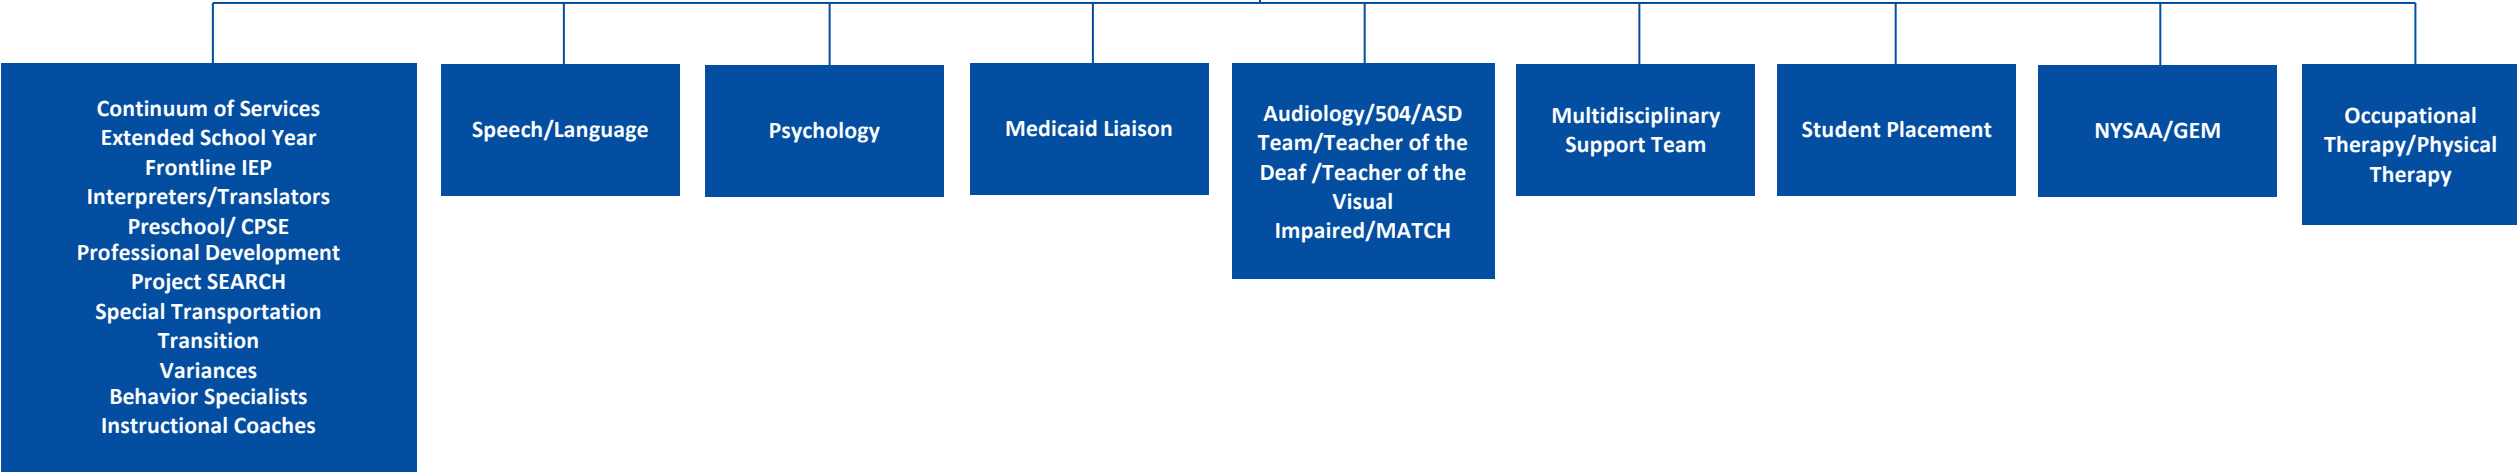 Continuum of Services
Extended School Year
Frontline IEP
Interpreters/Translators
Preschool/ CPSE
Professional Development
Project SEARCH
Special Transportation
Transition
Variances
Behavior Specialists
Instructional Coaches
Speech/Language
Psychology
Medicaid Liaison
Audiology/504/ASD
Team/Teacher of the
Deaf /Teacher of the
Visual
Impaired/MATCH
Multidisciplinary
Support Team
Student Placement
NYSAA/GEM
Occupational
Therapy/Physical
Therapy